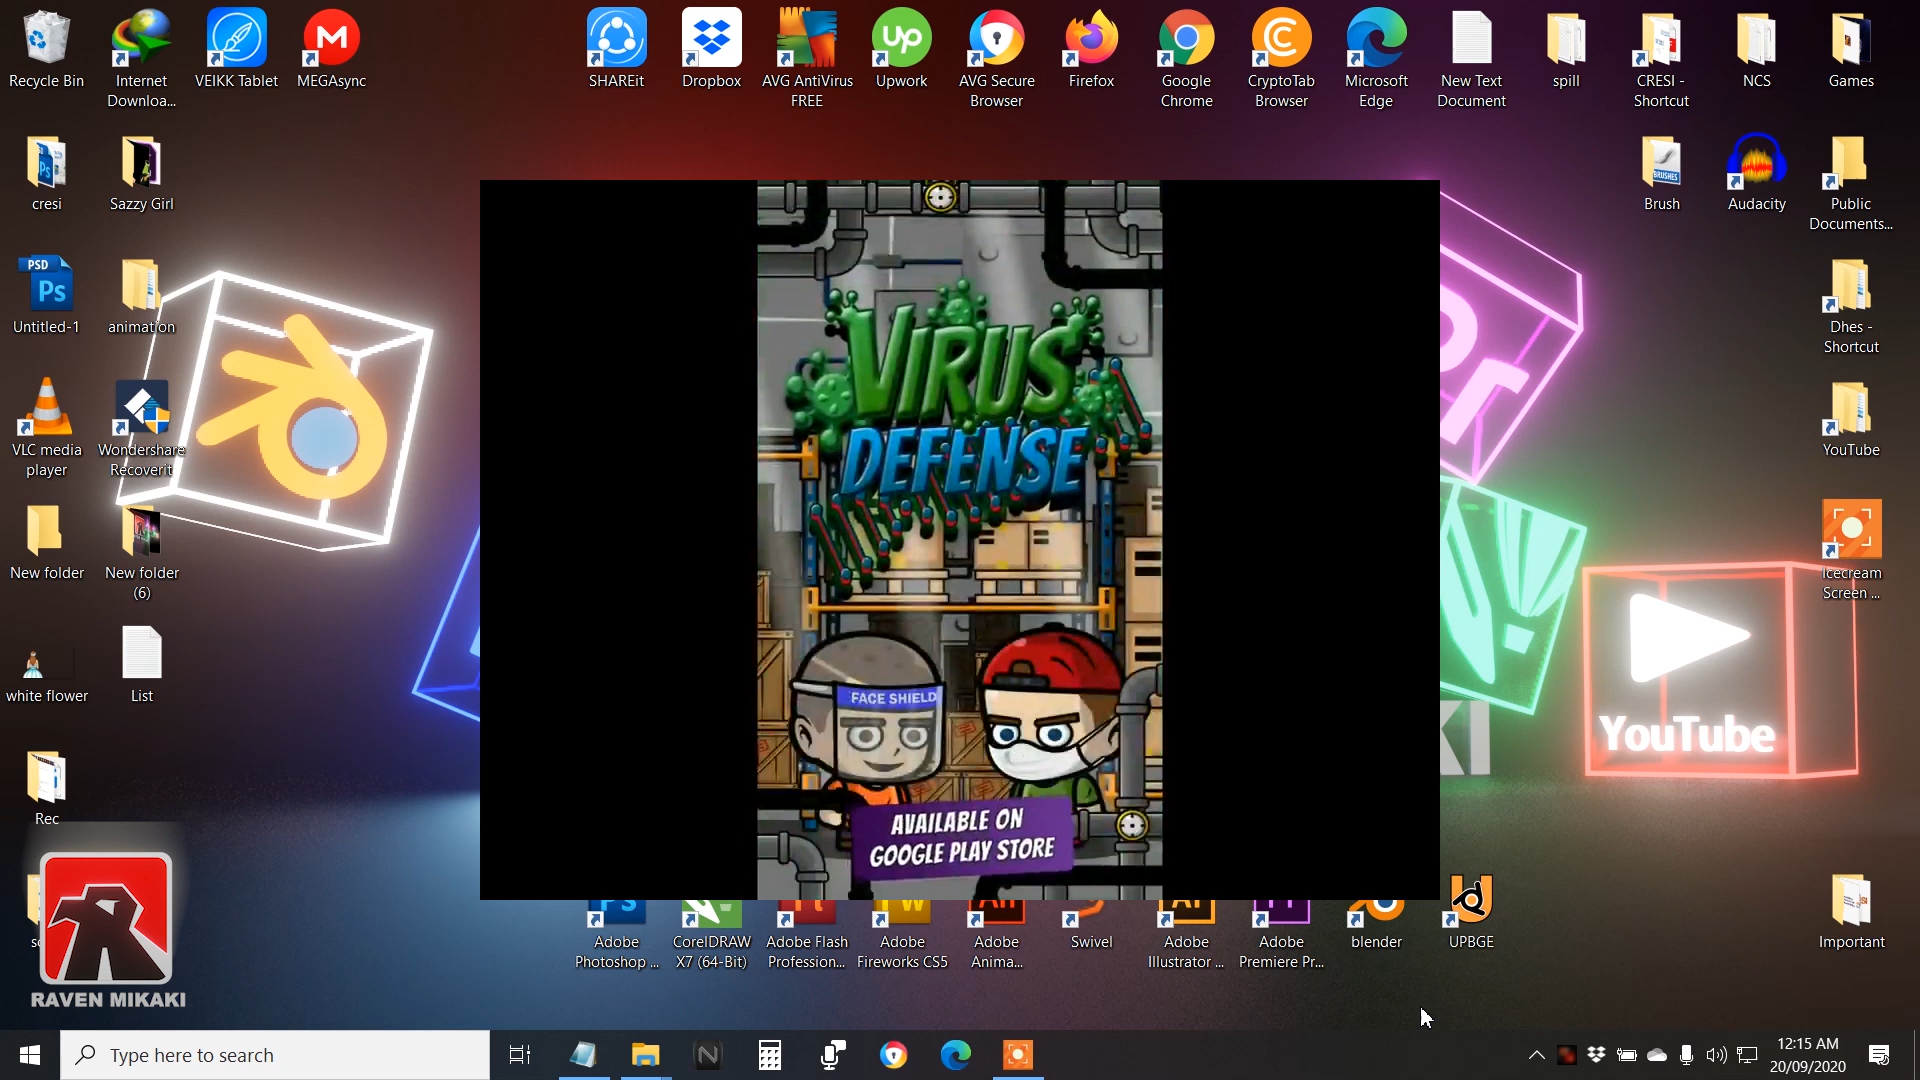 Recycle Bin
Internet
Downloa...
VEIKK Tablet
MEGAsync
SHAREit
Dropbox
AVG AntiVirus
FREE
Up
Upwork
AVG Secure
Browser
Firefox
Google
Chrome
CryptoTab
Browser
Microsoft
Edge
New Text
Document
spill
CRESI -
Shortcut
NCS
Games
cresi
Sazzy Girl
BRUSHES
Brush
Audacity
Public
Documents...
PSD
Ps
Untitled-1
animation
Dhes -
Shortcut
VLC media
player
Wondershare
Recoverit
YouTube
New folder
New folder
(6)
Icecream
Screen ...
white flower
List
Rec
VIRUS
DEFENSE
FACE SHIELD
AVAILABLE ON
GOOGLE PLAY STORE
YouTube
RAVEN MIKAKI
Adobe
Photoshop ...
CorelDRAW
X7 (64-Bit)
Adobe Flash
Profession...
Adobe
Fireworks CS5
Adobe
Anima...
Swivel
Adobe
Illustrator ...
Adobe
Premiere Pr...
blender
UPBGE
Important
Type here to search
12:15 AM
20/09/2020